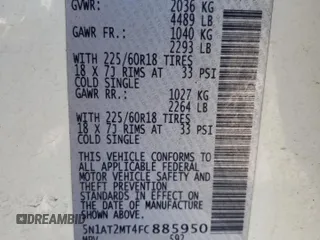 GVWR: 2036 KG
4489 LB
GAWR FR.: 1040 KG
2293 LB
WITH 225/60R18 TIRES
18 X 7J RIMS AT 33 PSI
COLD SINGLE
GAWR RR.: 1027 KG
2264 LB
WITH 225/60R18 TIRES
18 X 7J RIMS AT 33 PSI
COLD SINGLE
THIS VEHICLE CONFORMS TO
ALL APPLICABLE FEDERAL
MOTOR VEHICLE SAFETY AND
THEFT PREVENTION
STANDARDS IN EFFECT ON
THE DATE OF MANUFACTURE
SHOWN ABOVE.
5N1AT2MT4FC885950
MPV
DREAMBID